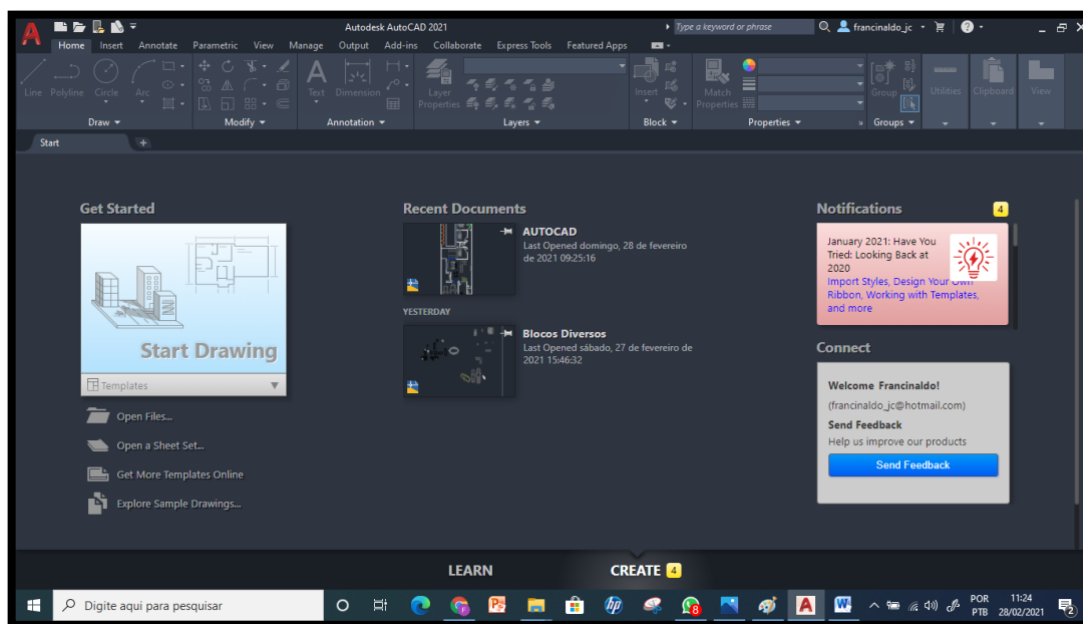 Autodesk AutoCAD 2021
Type a keyword or phrase
francinaldo_jc
Home Insert Annotate Parametric View Manage Output Add-ins Collaborate Express Tools Featured Apps
Line Polyline Circle Arc
Text Dimension
Layer Properties
Insert
Match Properties
Group
Utilities
Clipboard
View
Draw Modify Annotation Layers Block Properties Groups
Start
Get Started
Start Drawing
Templates
Open Files...
Open a Sheet Set...
Get More Templates Online
Explore Sample Drawings...
Recent Documents
AUTOCAD
Last Opened domingo, 28 de fevereiro
de 2021 09:25:16
YESTERDAY
Blocos Diversos
Last Opened sábado, 27 de fevereiro de
2021 15:46:32
Notifications 4
January 2021: Have You
Tried: Looking Back at
2020
Import Styles, Design Your Own
Ribbon, Working with Templates,
and more
Connect
Welcome Francinaldo!
(francinaldo_jc@hotmail.com)
Send Feedback
Help us improve our products
Send Feedback
LEARN CREATE 4
Digite aqui para pesquisar
hp
8
A
W
POR
PTB
11:24
28/02/2021
2